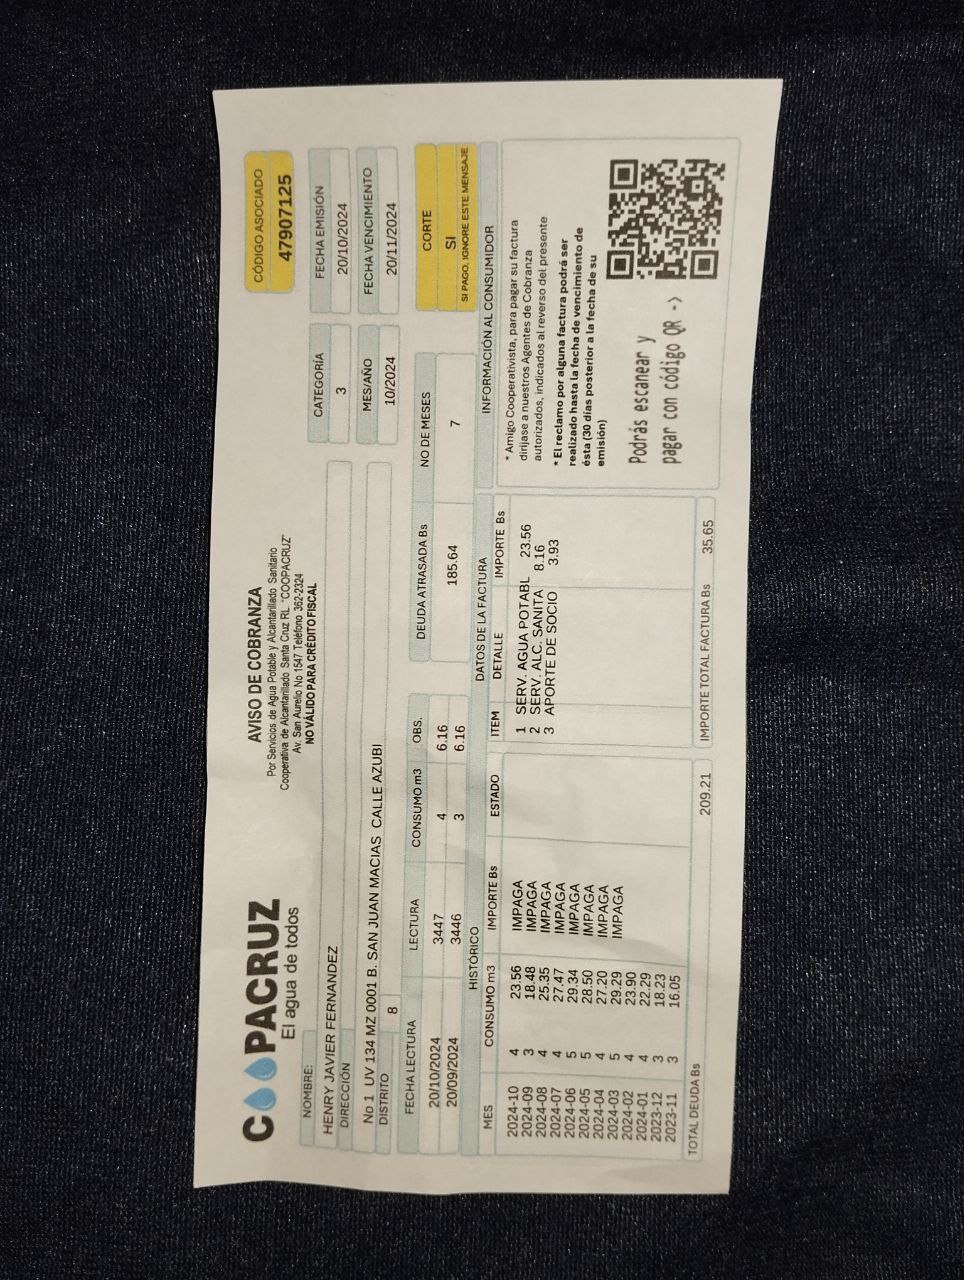 COOPACRUZ
El agua de todos
AVISO DE COBRANZA
Por Servicios de Agua Potable y Alcantarillado Sanitario
Cooperativa de Alcantarillado Santa Cruz RL. "COOPACRUZ"
Av. San Aurelio No 1547 Teléfono 362-2324
NO VÁLIDO PARA CRÉDITO FISCAL
CÓDIGO ASOCIADO
47907125
NOMBRE:
HENRY JAVIER FERNANDEZ
CATEGORÍA FECHA EMISIÓN
3 20/10/2024
DIRECCIÓN
No 1 UV 134 MZ 0001 B. SAN JUAN MACIAS CALLE AZUBI
MES/AÑO FECHA VENCIMIENTO
10/2024 20/11/2024
DISTRITO 8
FECHA LECTURA LECTURA CONSUMO m3 OBS. DEUDA ATRASADA Bs NO DE MESES CORTE
20/10/2024 3447 4 6.16
20/09/2024 3446 3 6.16
185.64 7 SI
SI PAGO, IGNORE ESTE MENSAJE
HISTÓRICO DATOS DE LA FACTURA INFORMACIÓN AL CONSUMIDOR
MES CONSUMO m3 IMPORTE Bs ESTADO
2024-10 4 23.56 IMPAGA
2024-09 3 18.48 IMPAGA
2024-08 4 25.35 IMPAGA
2024-07 4 27.47 IMPAGA
2024-06 5 29.34 IMPAGA
2024-05 5 28.50 IMPAGA
2024-04 4 27.20 IMPAGA
2024-03 5 29.29 IMPAGA
2024-02 4 23.90
2024-01 4 22.29
2023-12 3 18.23
2023-11 3 16.05
TOTAL DEUDA Bs 209.21
ITEM DETALLE IMPORTE Bs
1 SERV. AGUA POTABL 23.56
2 SERV. ALC. SANITA 8.16
3 APORTE DE SOCIO 3.93
IMPORTE TOTAL FACTURA Bs 35.65
* Amigo Cooperativista, para pagar su factura
dirijase a nuestros Agentes de Cobranza
autorizados, indicados al reverso del presente
* El reclamo por alguna factura podrá ser
realizado hasta la fecha de vencimiento de
ésta (30 días posterior a la fecha de su
emisión)
Podrás escanear y
pagar con código QR ->